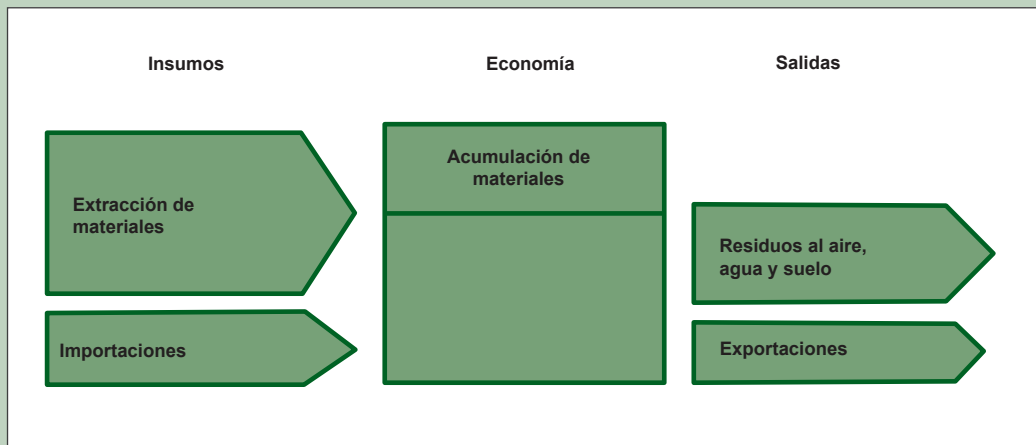 Insumos
Economía
Salidas
Extracción de
materiales
Importaciones
Acumulación de
materiales
Residuos al aire,
agua y suelo
Exportaciones